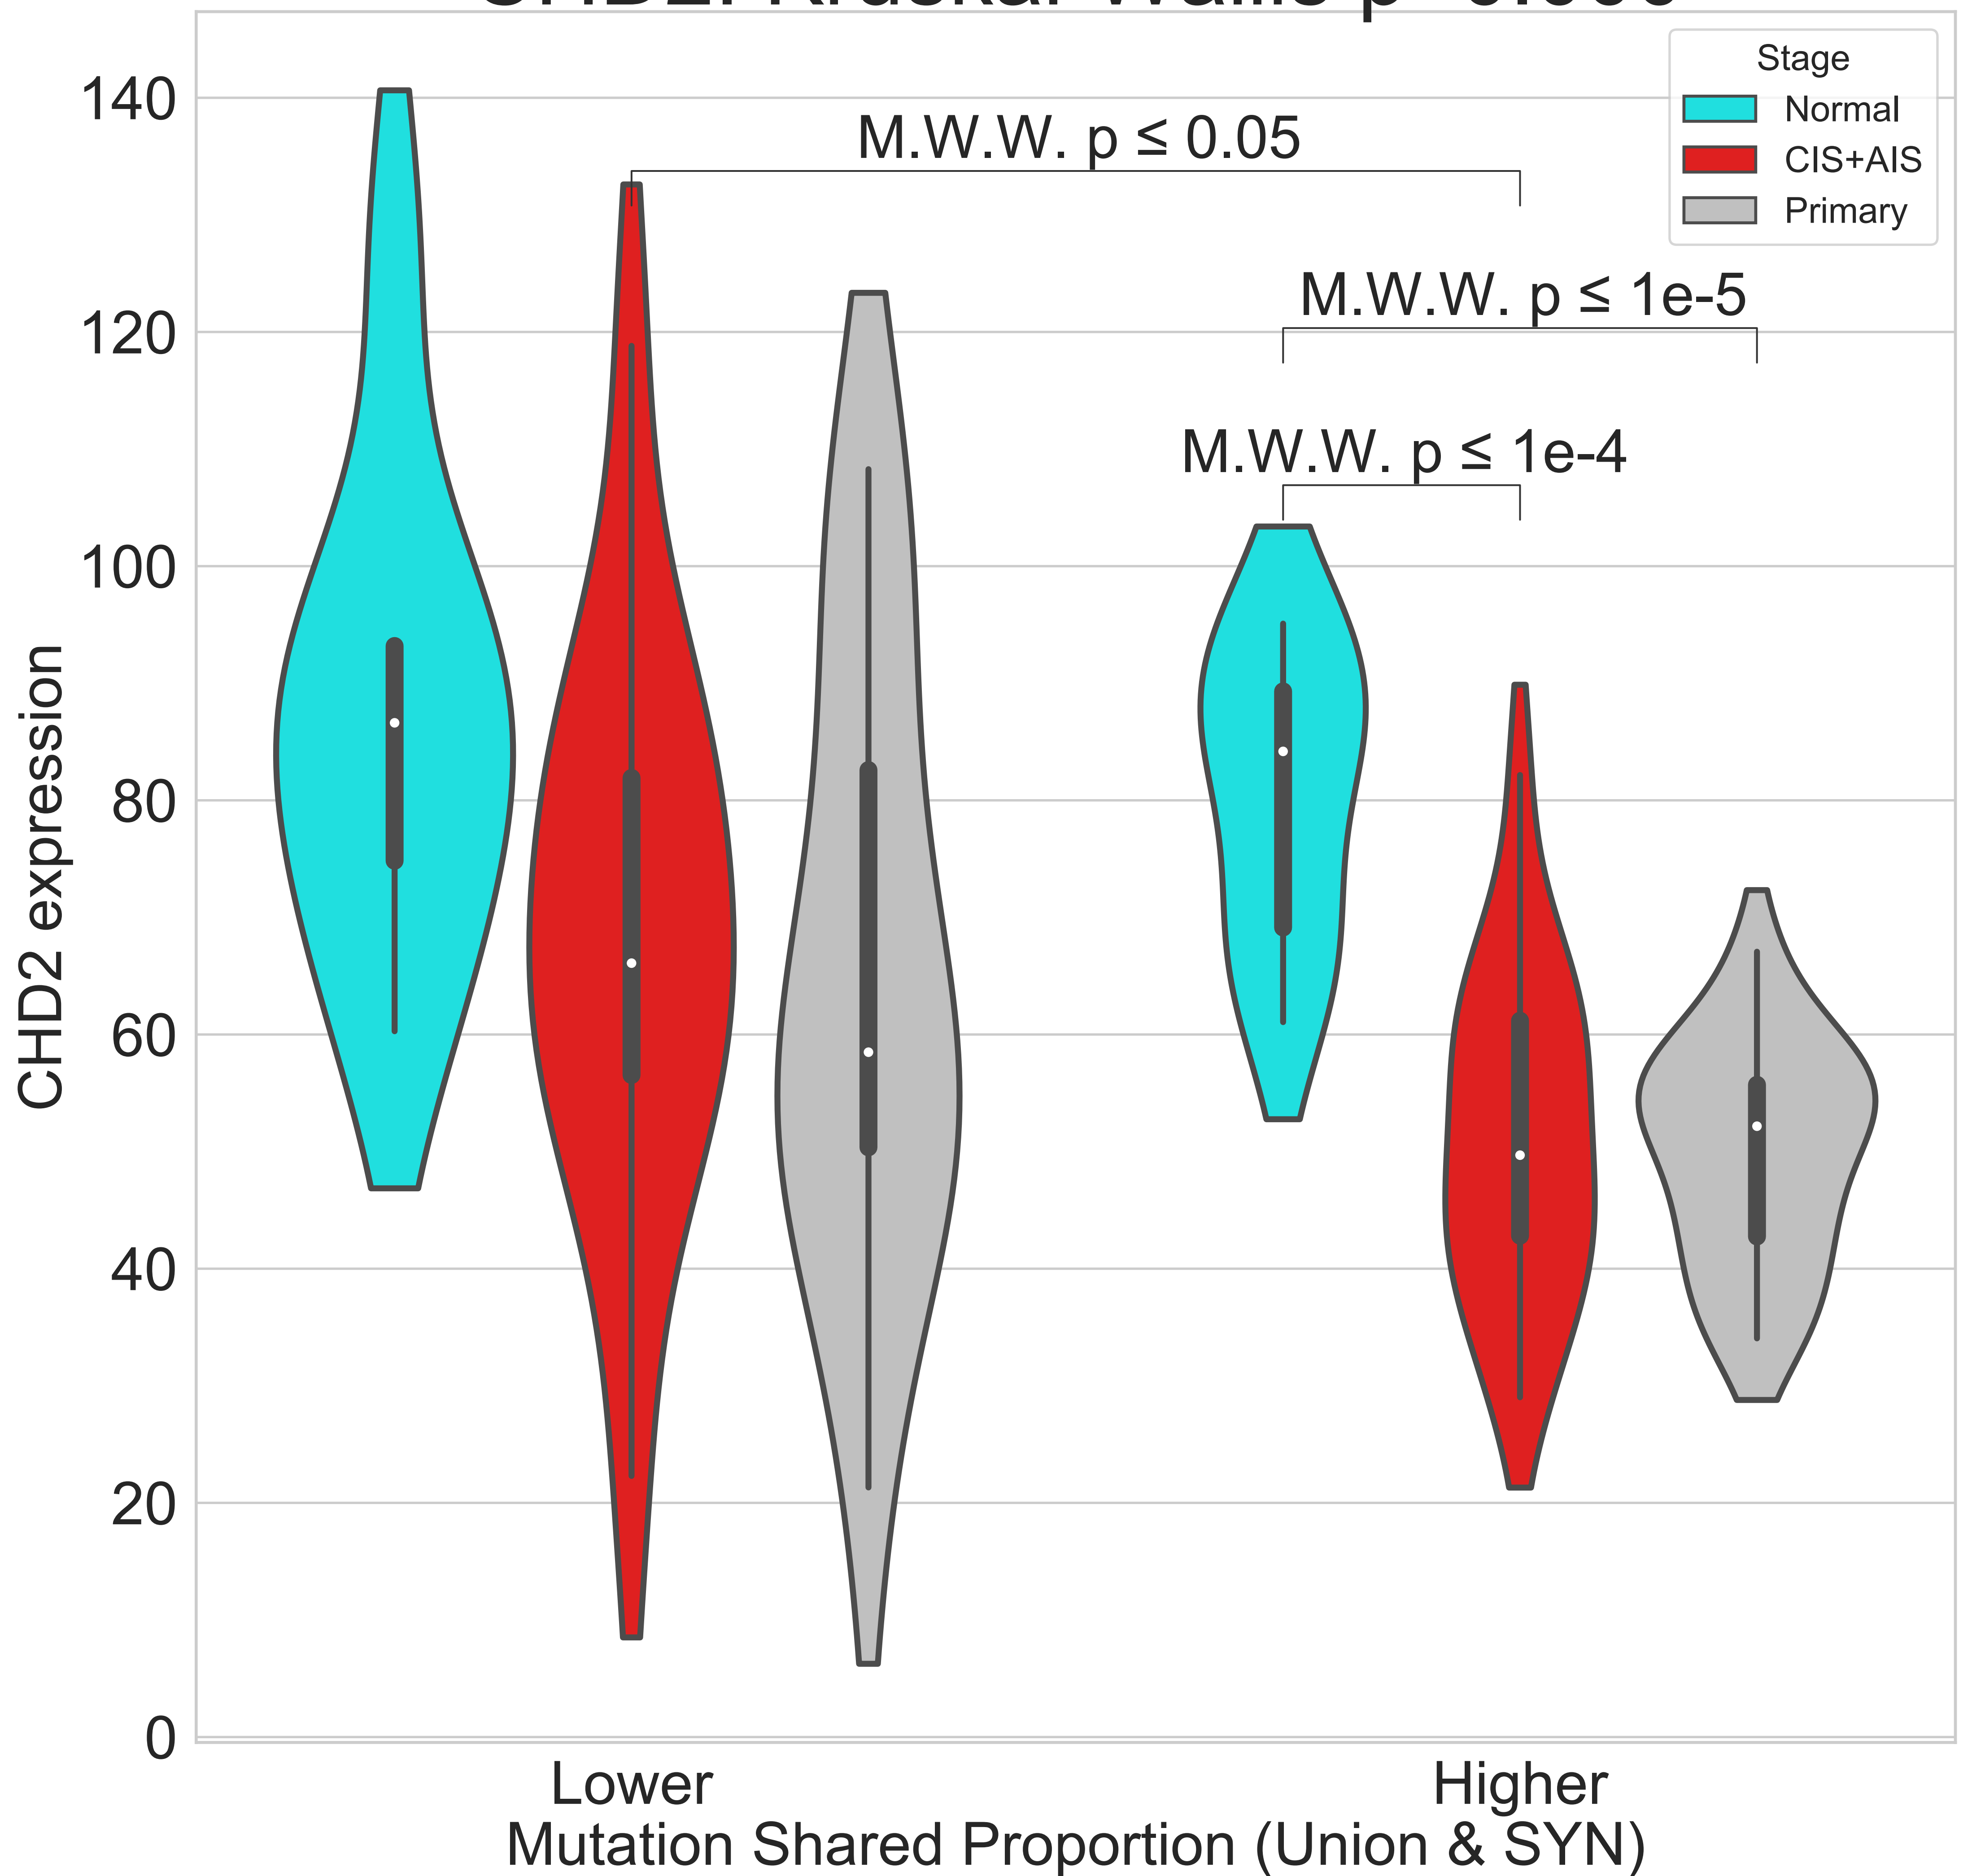 Stage
Normal
CIS+AIS
Primary
M.W.W. p ≤ 0.05
M.W.W. p ≤ 1e-5
M.W.W. p ≤ 1e-4
140
120
100
80
60
40
20
0
CHD2 expression
Lower
Higher
Mutation Shared Proportion (Union & SYN)